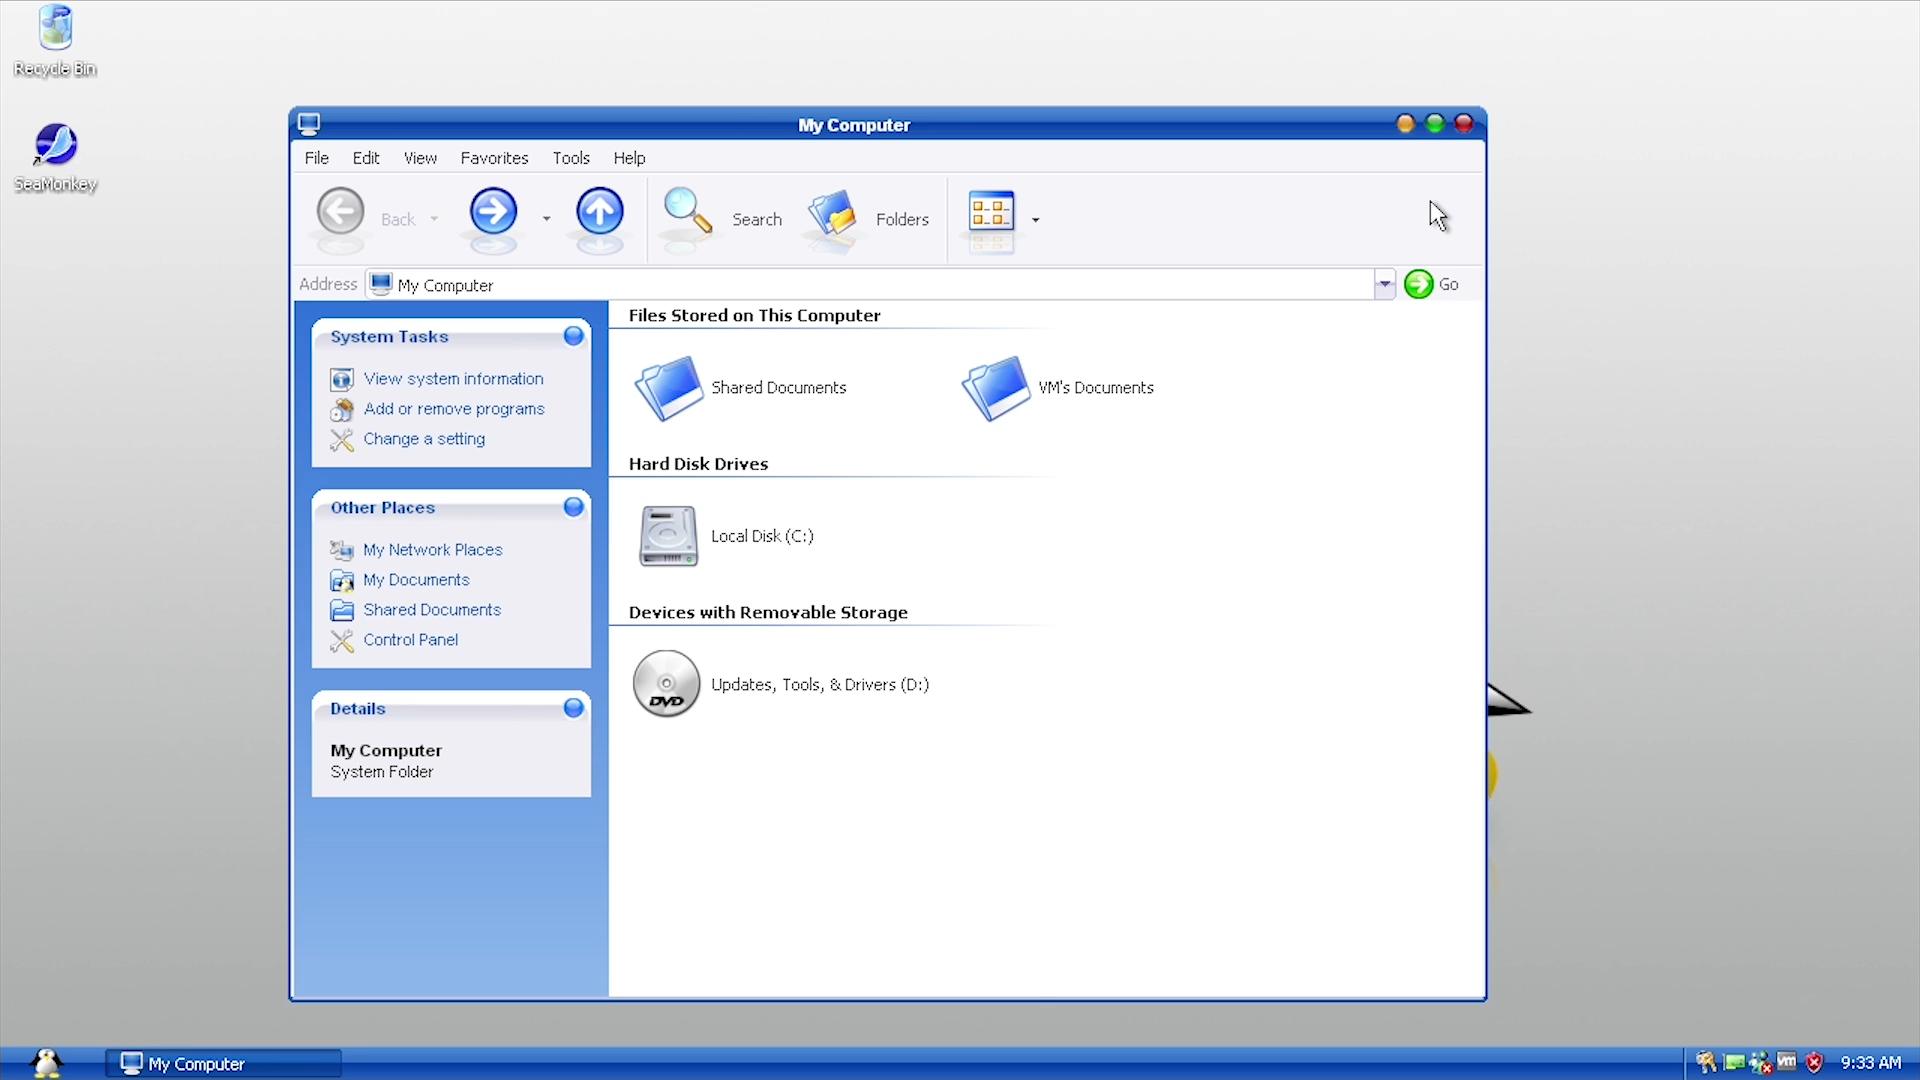 Recycle Bin
SeaMonkey
My Computer
File Edit View Favorites Tools Help
Back Search Folders
Address My Computer Go
System Tasks
View system information
Add or remove programs
Change a setting
Other Places
My Network Places
My Documents
Shared Documents
Control Panel
Details
My Computer
System Folder
Files Stored on This Computer
Shared Documents VM's Documents
Hard Disk Drives
Local Disk (C:)
Devices with Removable Storage
DVD
Updates, Tools, & Drivers (D:)
My Computer
vm
9:33 AM